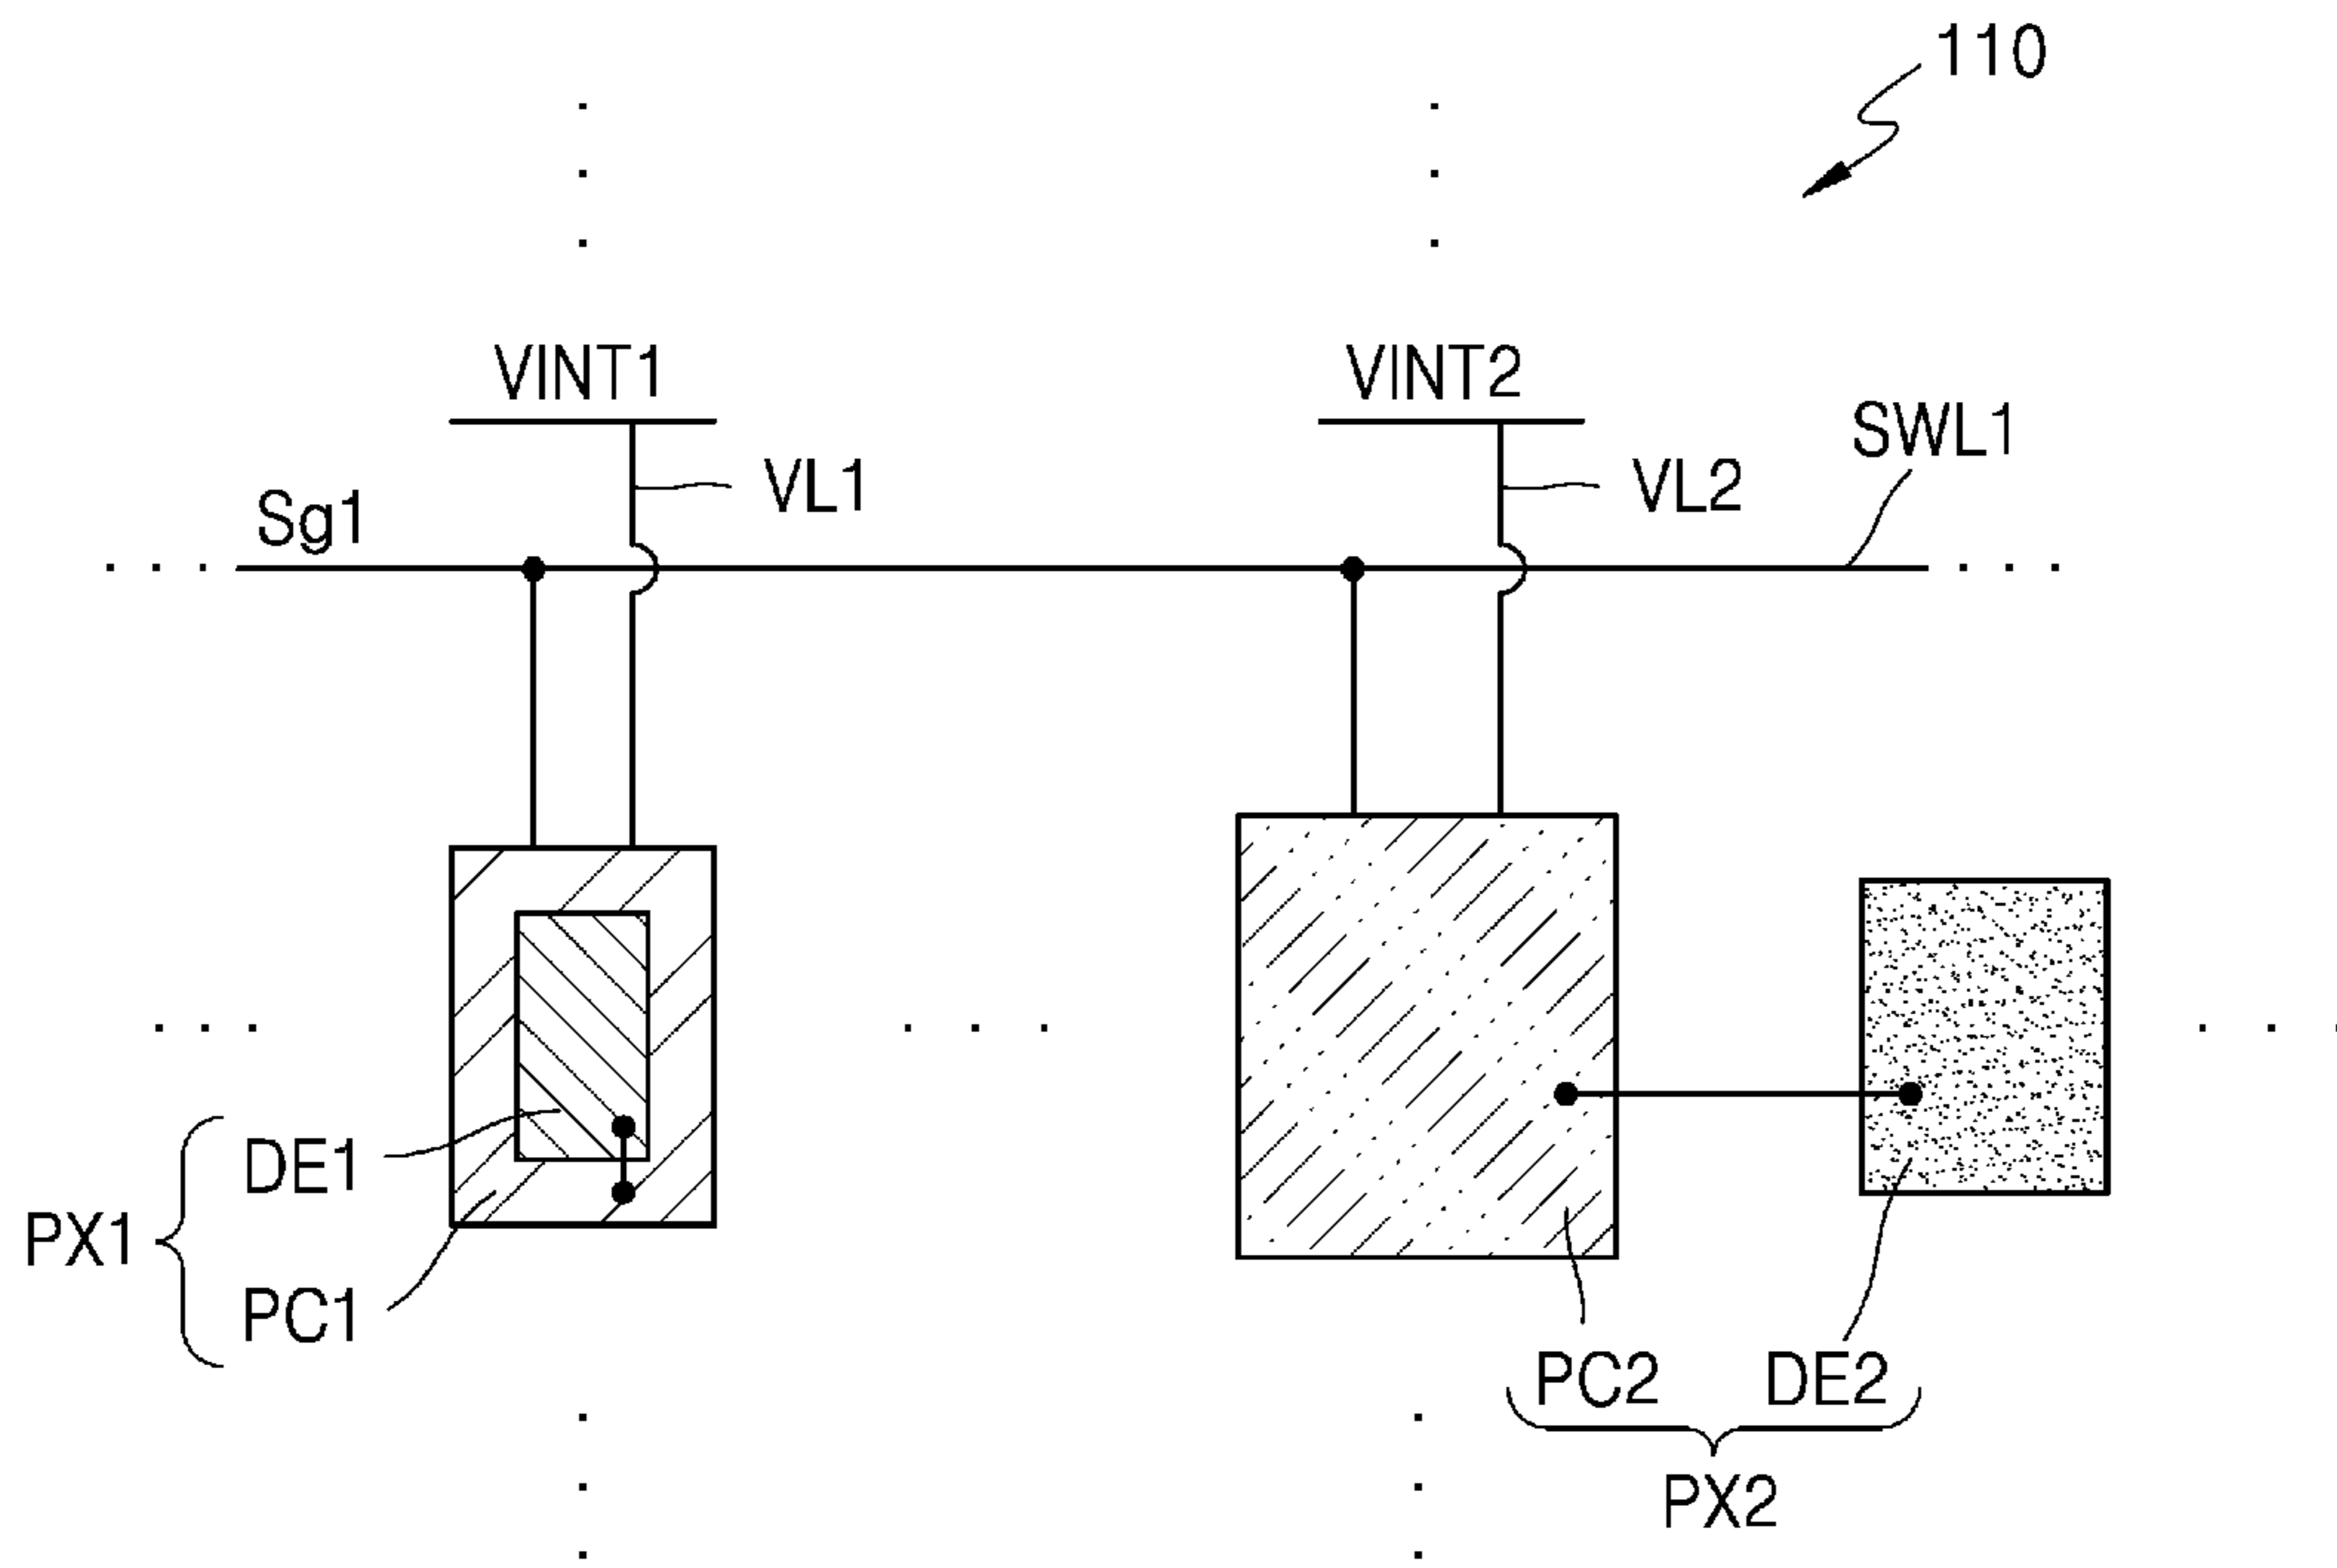 110
VINT1 VINT2
SWL1
VL1 VL2
Sg1
DE1
PX1
PC1
PC2 DE2
PX2